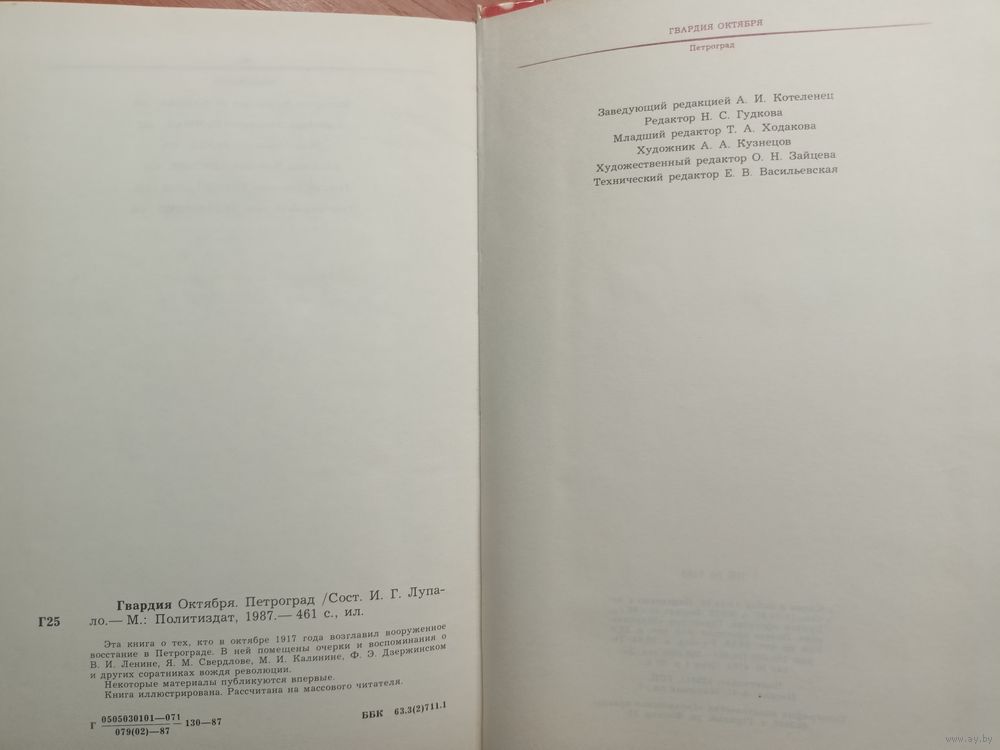 Г25
Гвардия Октября. Петроград /Сост. И. Г. Лупа-
ло.— М.: Политиздат, 1987.— 461 с., ил.
Эта книга о тех, кто в октябре 1917 года возглавил вооруженное
восстание в Петрограде. В ней помещены очерки и воспоминания о
В. И. Ленине, Я. М. Свердлове, М. И. Калинине, Ф. Э. Дзержинском
и других соратниках вождя революции.
Некоторые материалы публикуются впервые.
Книга иллюстрирована. Рассчитана на массового читателя.
Г 0505030101—071
079(02)—87
—130—87
ББК 63.3(2)711.1
ГВАРДИЯ ОКТЯБРЯ
Петроград
Заведующий редакцией А. И. Котеленец
Редактор Н. С. Гудкова
Младший редактор Т. А. Ходакова
Художник А. А. Кузнецов
Художественный редактор О. Н. Зайцева
Технический редактор Е. В. Васильевская
www.ay.by